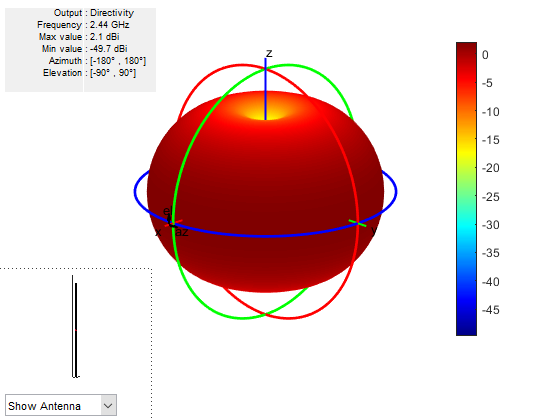 Output : Directivity
Frequency : 2.44 GHz
Max value : 2.1 dBi
Min value : -49.7 dBi
Azimuth : [-180° , 180°]
Elevation : [-90° , 90°]
z
x
az
y
0
-5
-10
-15
-20
-25
-30
-35
-40
-45
Show Antenna